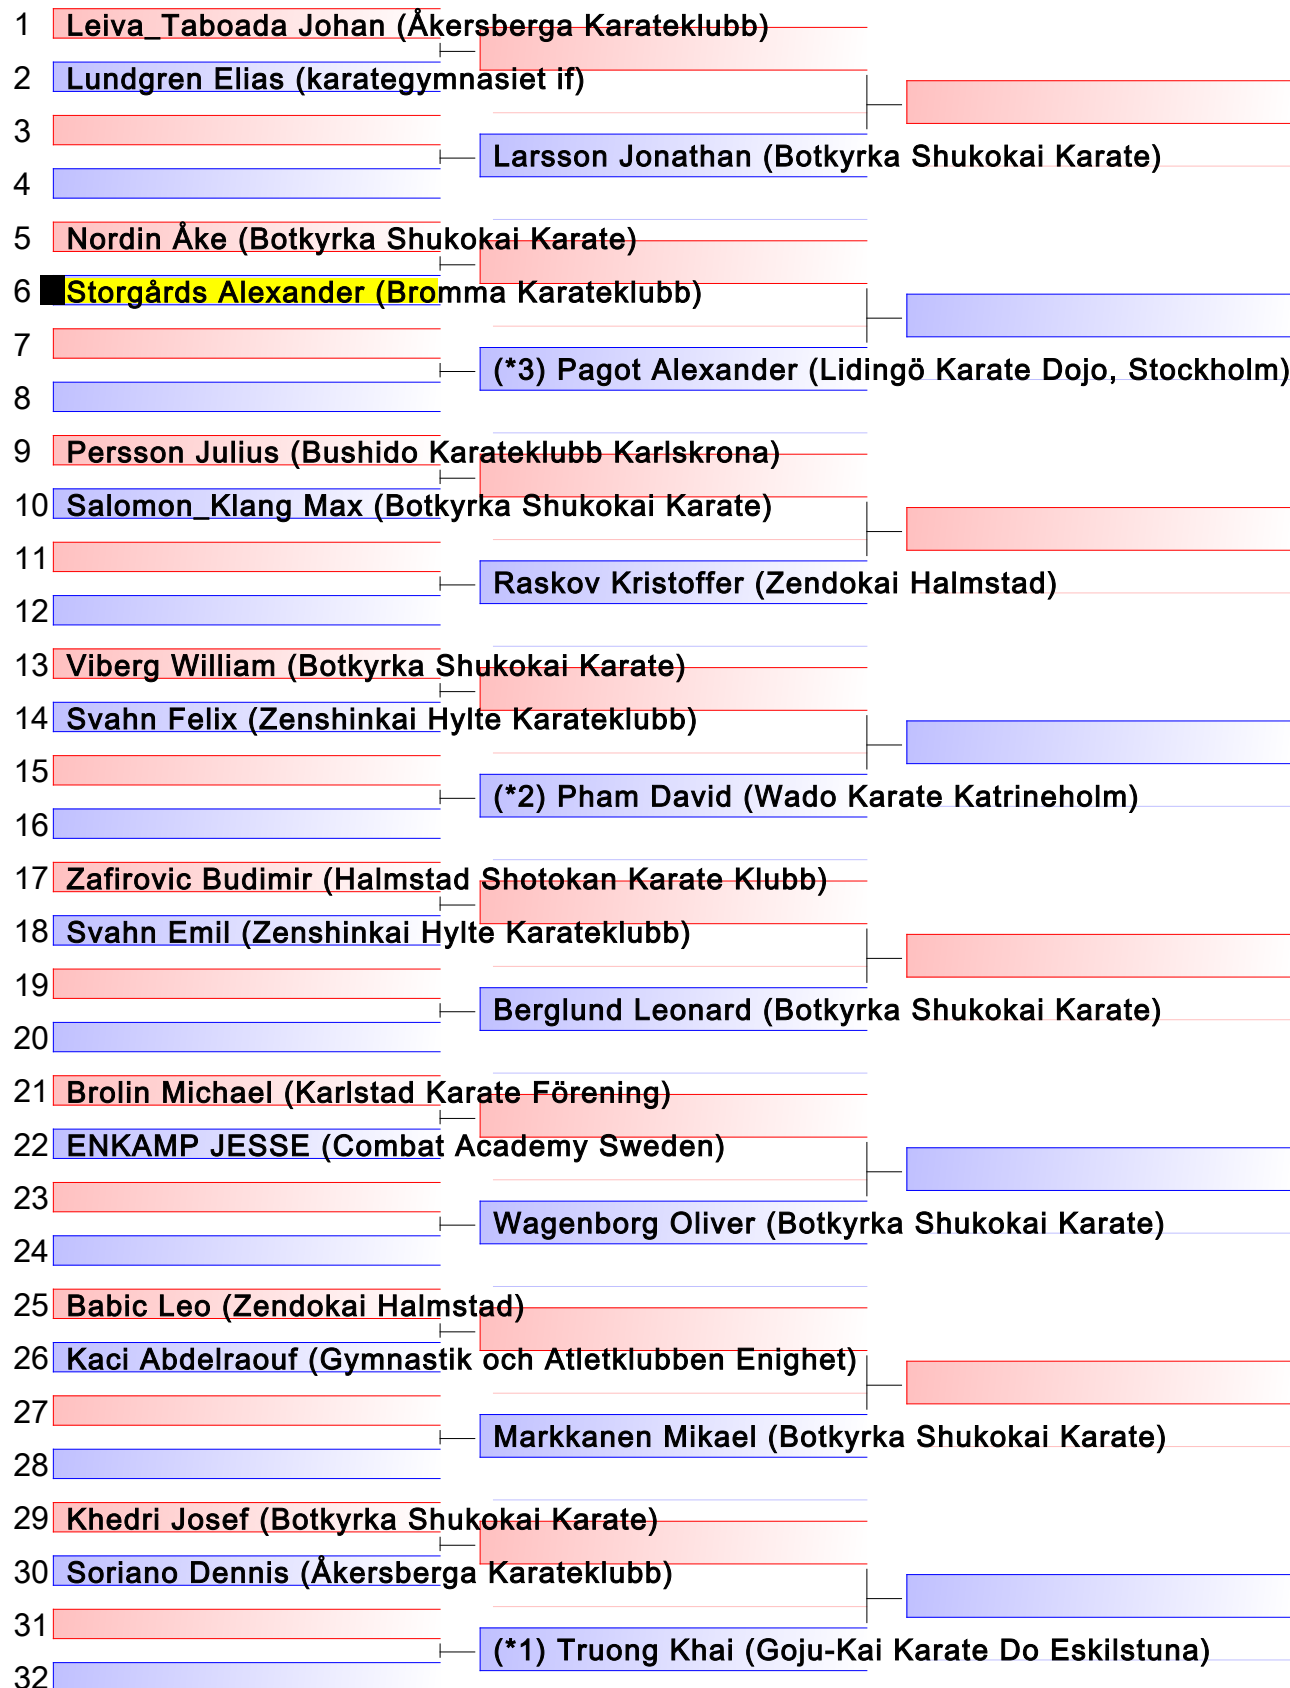 1 Leiva_Taboada Johan (Åkersberga Karateklubb)
2 Lundgren Elias (karategymnasiet if)
3
Larsson Jonathan (Botkyrka Shukokai Karate)
4
5 Nordin Åke (Botkyrka Shukokai Karate)
6 Storgårds Alexander (Bromma Karateklubb)
7
(*3) Pagot Alexander (Lidingö Karate Dojo, Stockholm)
8
9 Persson Julius (Bushido Karateklubb Karlskrona)
10 Salomon_Klang Max (Botkyrka Shukokai Karate)
11
Raskov Kristoffer (Zendokai Halmstad)
12
13 Viberg William (Botkyrka Shukokai Karate)
14 Svahn Felix (Zenshinkai Hylte Karateklubb)
15
(*2) Pham David (Wado Karate Katrineholm)
16
17 Zafirovic Budimir (Halmstad Shotokan Karate Klubb)
18 Svahn Emil (Zenshinkai Hylte Karateklubb)
19
Berglund Leonard (Botkyrka Shukokai Karate)
20
21 Brolin Michael (Karlstad Karate Förening)
22 ENKAMP JESSE (Combat Academy Sweden)
23
Wagenborg Oliver (Botkyrka Shukokai Karate)
24
25 Babic Leo (Zendokai Halmstad)
26 Kaci Abdelraouf (Gymnastik och Atletklubben Enighet)
27
Markkanen Mikael (Botkyrka Shukokai Karate)
28
29 Khedri Josef (Botkyrka Shukokai Karate)
30 Soriano Dennis (Åkersberga Karateklubb)
31
(*1) Truong Khai (Goju-Kai Karate Do Eskilstuna)
32